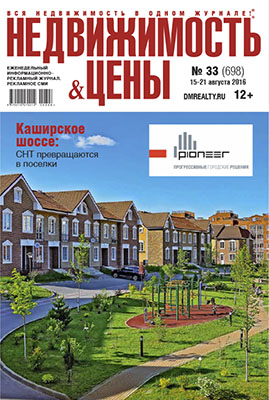 ВСЯ НЕДВИЖИМОСТЬ В ОДНОМ ЖУРНАЛЕ!
НЕДВИЖИМОСТЬ
& ЦЕНЫ
ЕЖЕНЕДЕЛЬНЫЙ
ИНФОРМАЦИОННО-
РЕКЛАМНЫЙ ЖУРНАЛ.
РЕКЛАМНОЕ СМИ
№ 33 (698)
15-21 августа 2016
DMREALTY.RU 12+
Каширское
шоссе:
СНТ превращаются
в поселки
pioneer
ПРОГРЕССИВНЫЕ ГОРОДСКИЕ РЕШЕНИЯ